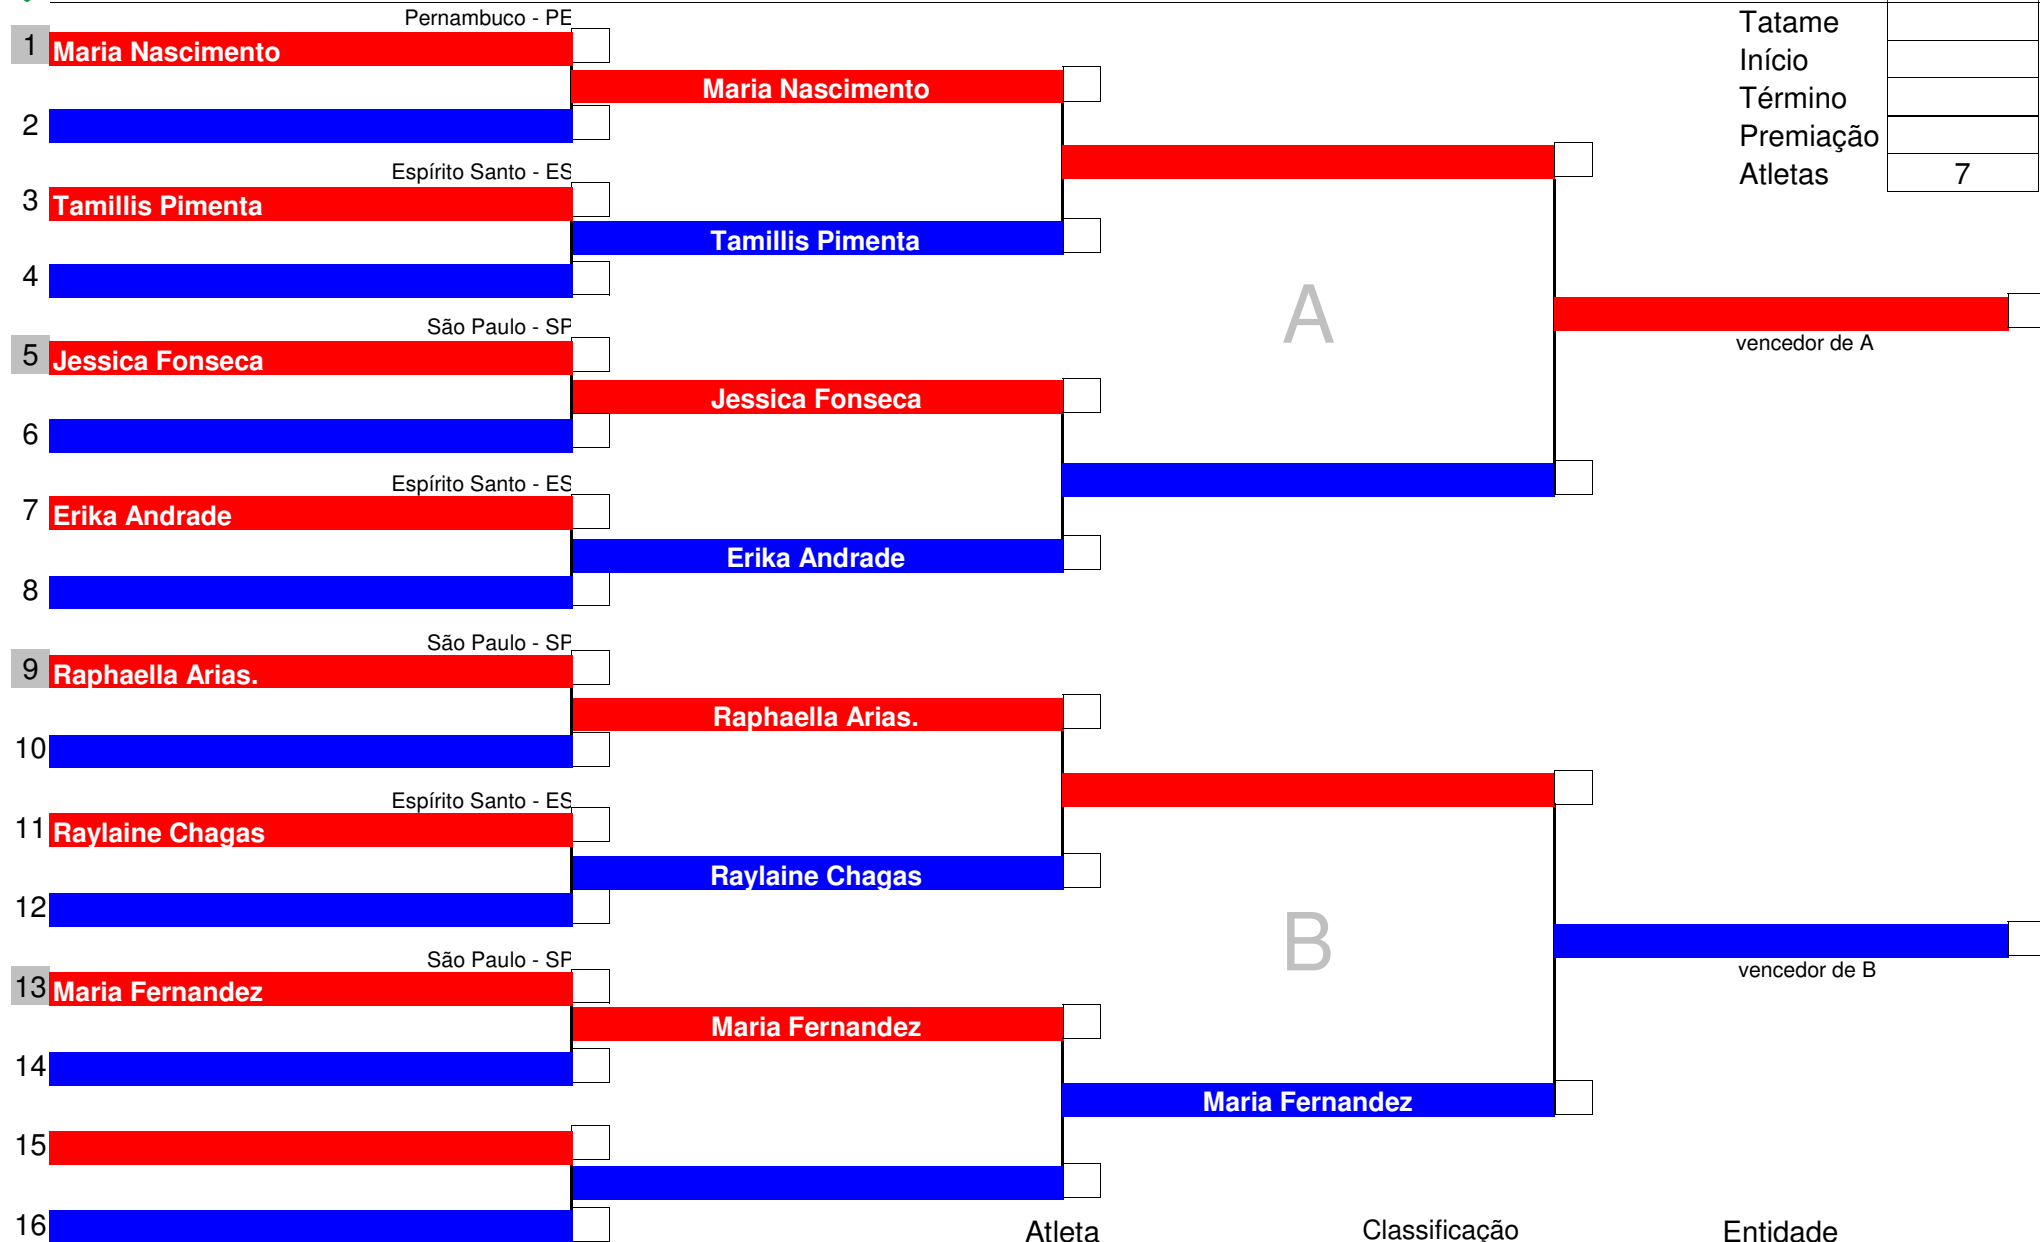 Pernambuco - PE
1 Maria Nascimento
Maria Nascimento
2
Espírito Santo - ES
3 Tamillis Pimenta
Tamillis Pimenta
4
São Paulo - SP
5 Jessica Fonseca
Jessica Fonseca
6
Espírito Santo - ES
7 Erika Andrade
Erika Andrade
8
São Paulo - SP
9 Raphaella Arias.
Raphaella Arias.
10
Espírito Santo - ES
11 Raylaine Chagas
Raylaine Chagas
12
São Paulo - SP
13 Maria Fernandez
Maria Fernandez
14
Maria Fernandez
15
16
A
vencedor de A
B
vencedor de B
Tatame
Início
Término
Premiação
Atletas 7
Atleta Classificação Entidade